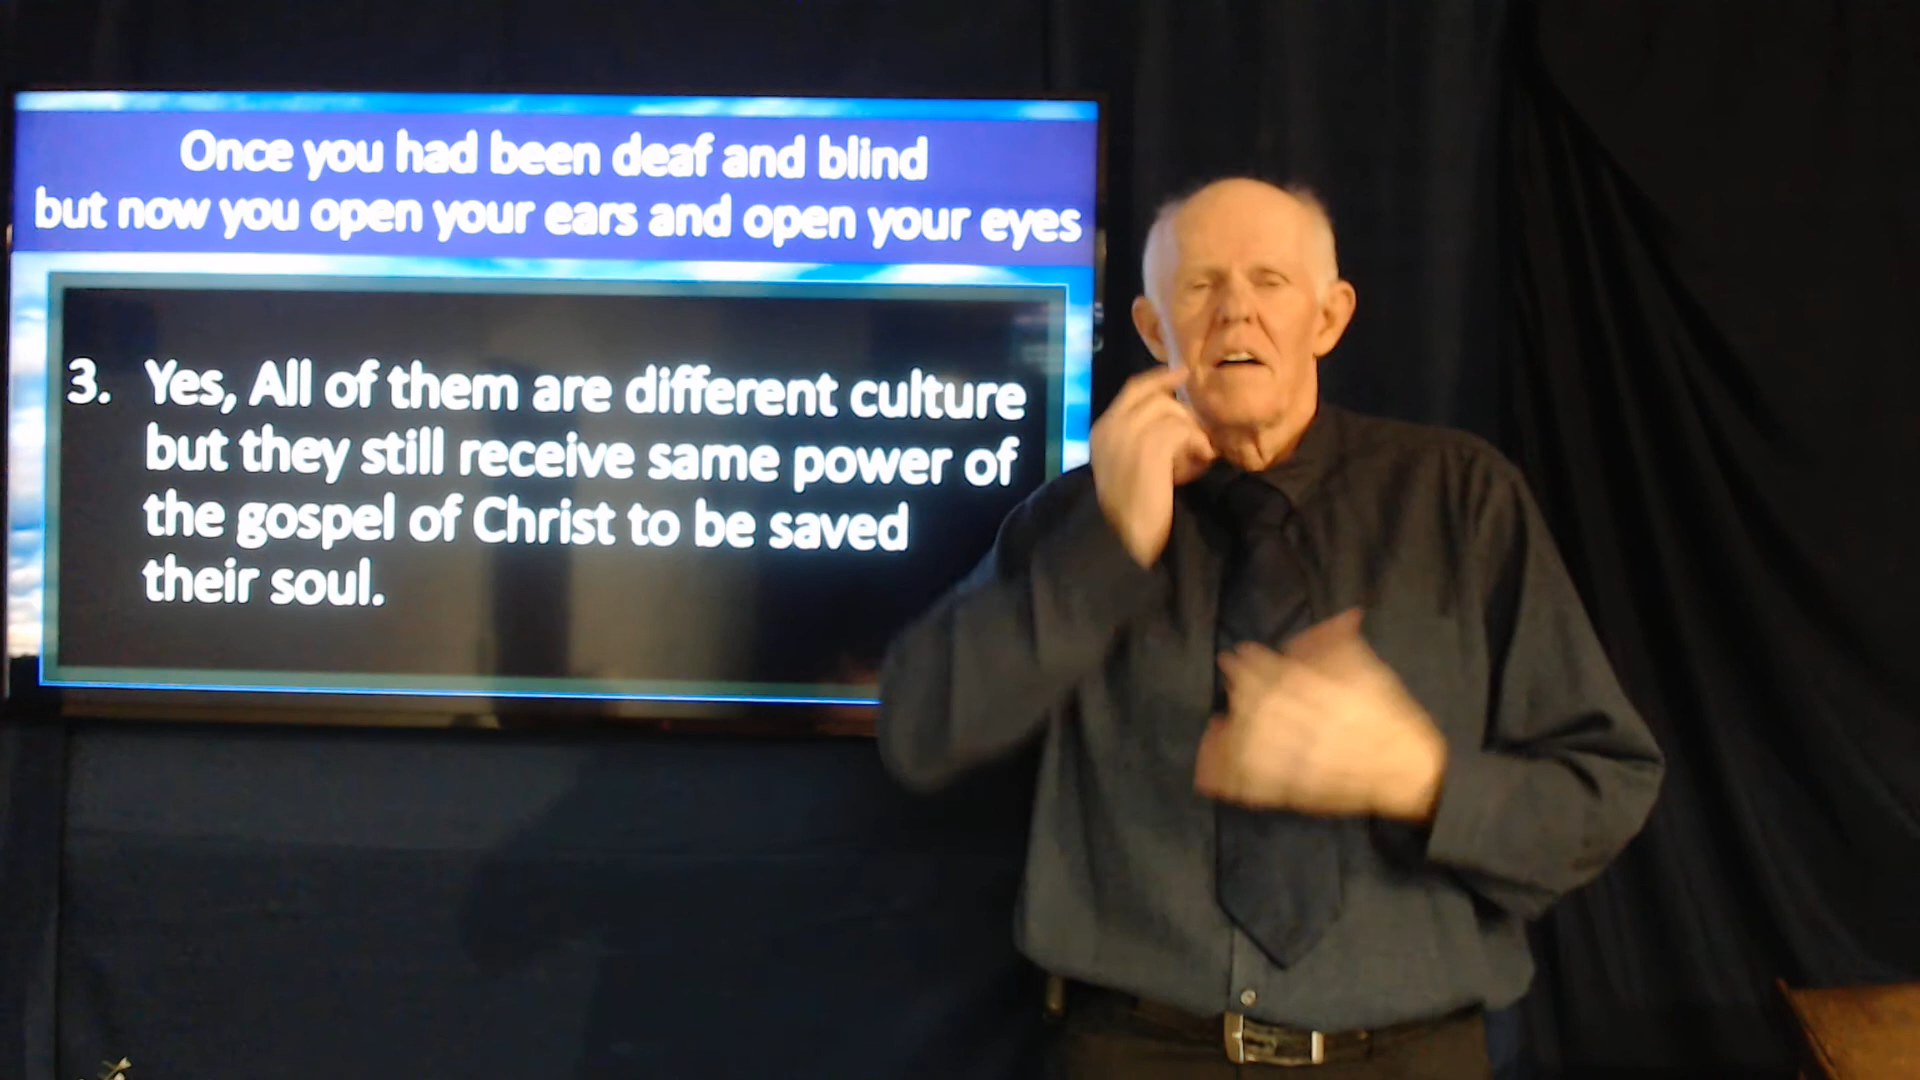 Once you had been deaf and blind
but now you open your ears and open your eyes
3. Yes, All of them are different culture
but they still receive same power of
the gospel of Christ to be saved
their soul.